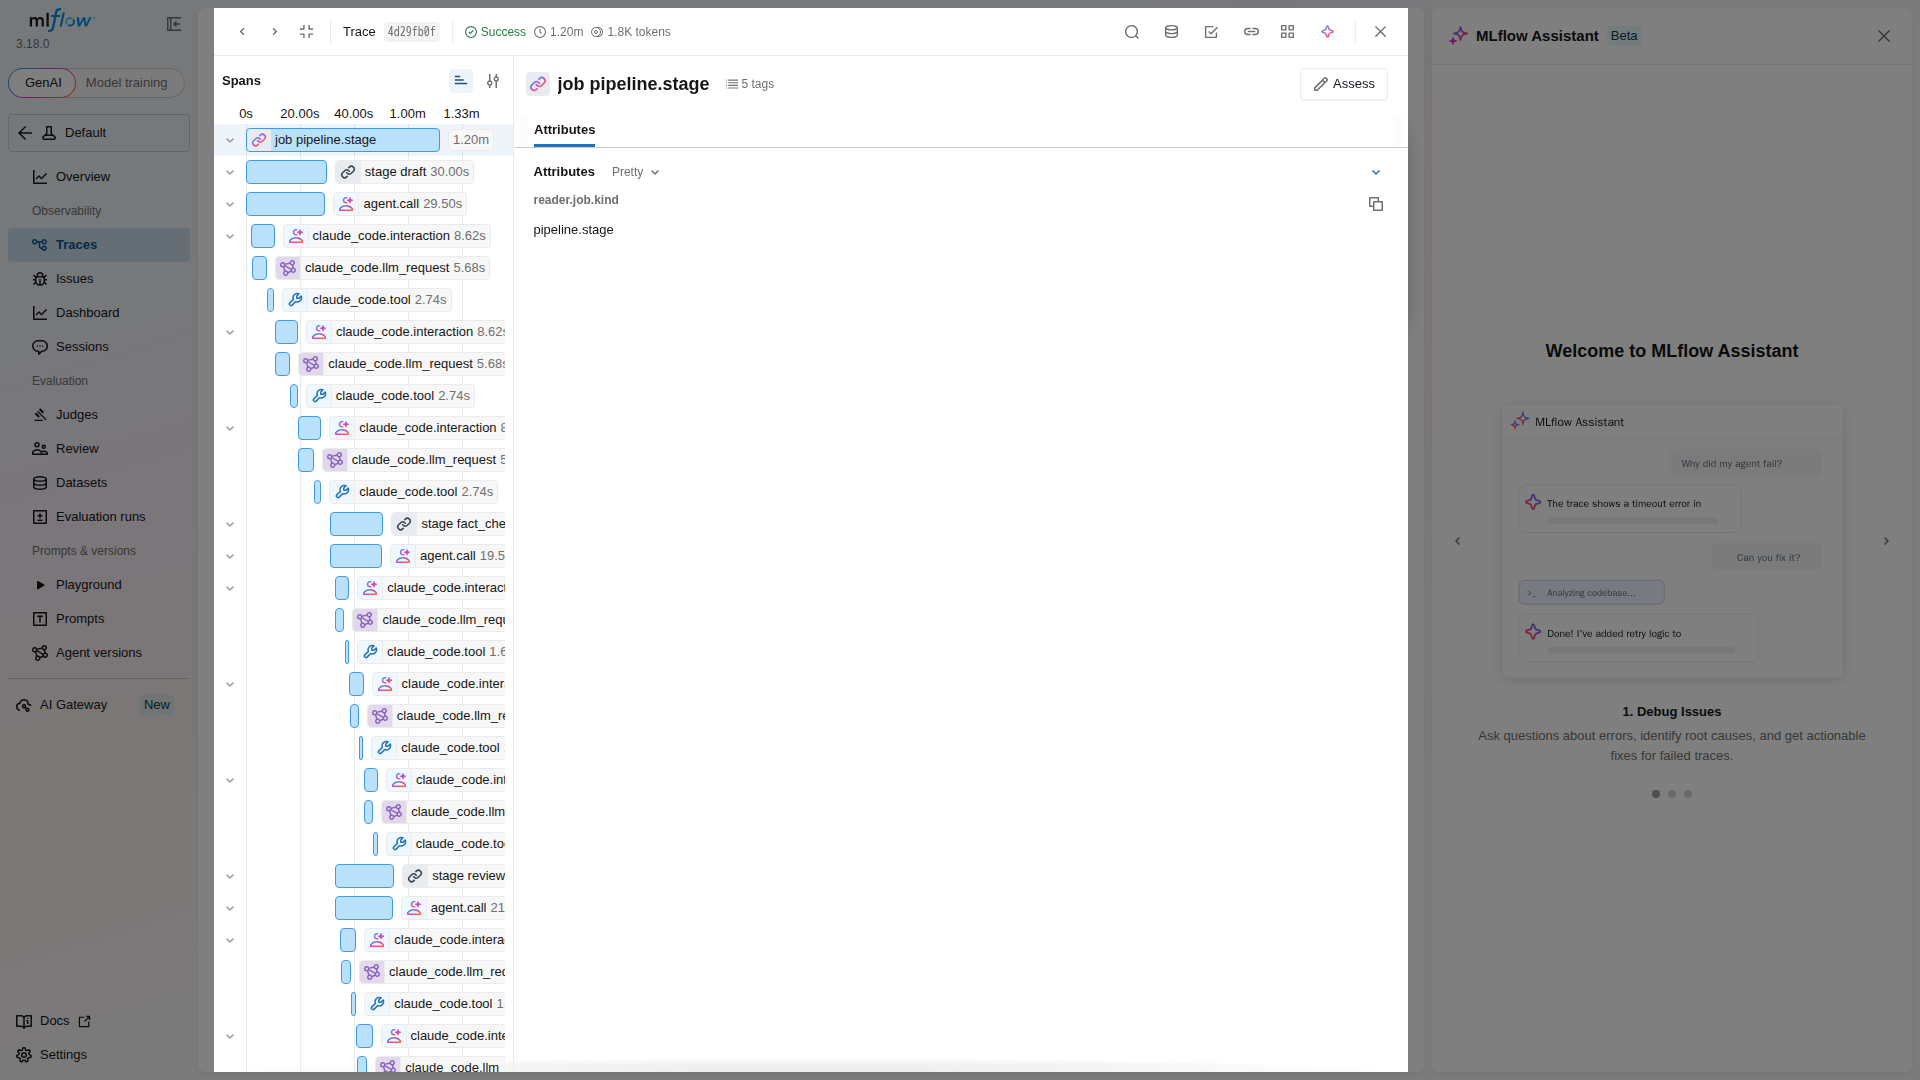 mlflow
3.18.0
GenAI
Model training
Default
Overview
Observability
Traces
Issues
Dashboard
Sessions
Evaluation
Judges
Review
Datasets
Evaluation runs
Prompts & versions
Playground
Prompts
Agent versions
AI Gateway
New
Docs
Settings
Trace
4d29fb0f
Success
1.20m
1.8K tokens
Spans
0s
20.00s
40.00s
1.00m
1.33m
job pipeline.stage 1.20m
stage draft 30.00s
agent.call 29.50s
claude_code.interaction 8.62s
claude_code.llm_request 5.68s
claude_code.tool 2.74s
claude_code.interaction 8.62s
claude_code.llm_request 5.68s
claude_code.tool 2.74s
claude_code.interaction 8
claude_code.llm_request 5
claude_code.tool 2.74s
stage fact_che
agent.call 19.5
claude_code.interact
claude_code.llm_requ
claude_code.tool 1.6
claude_code.inter
claude_code.llm_re
claude_code.tool
claude_code.int
claude_code.llm
claude_code.to
stage review
agent.call 21
claude_code.intera
claude_code.llm_rec
claude_code.tool 1
claude_code.inte
claude_code.llm
job pipeline.stage
5 tags
Assess
Attributes
Attributes
Pretty
reader.job.kind
pipeline.stage
MLflow Assistant
Beta
Welcome to MLflow Assistant
MLflow Assistant
Why did my agent fail?
The trace shows a timeout error in
Can you fix it?
>_ Analyzing codebase...
Done! I've added retry logic to
1. Debug Issues
Ask questions about errors, identify root causes, and get actionable
fixes for failed traces.